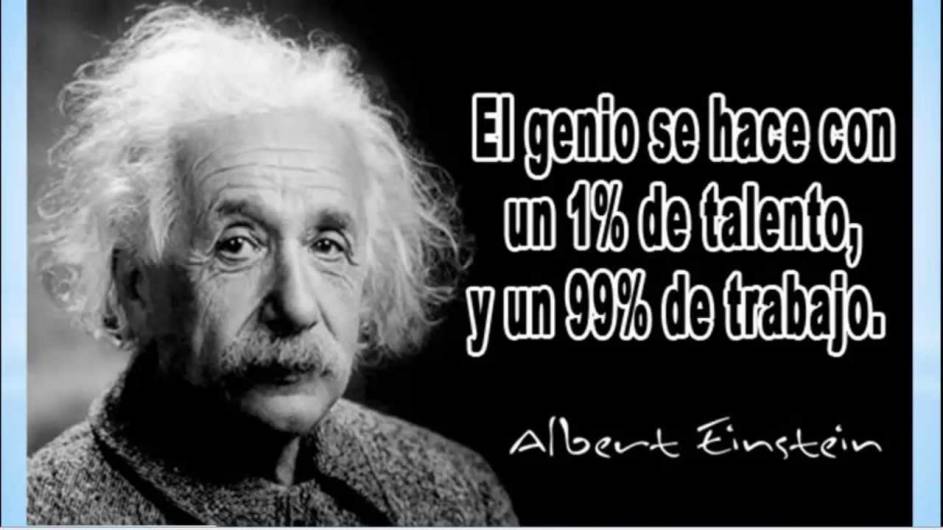 El genio se hace con
un 1% de talento,
y un 99% de trabajo.
Albert Einstein